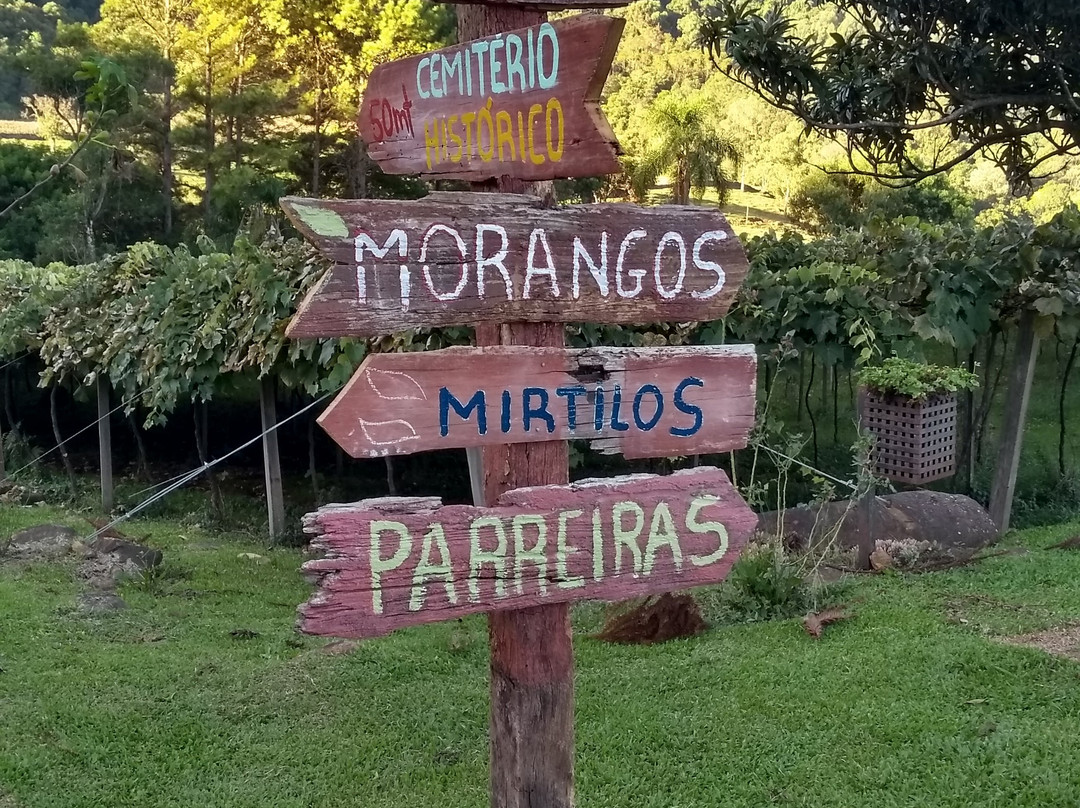 CEMITÉRIO
50mt HISTÓRICO
MORANGOS
MIRTILOS
PARREIRAS